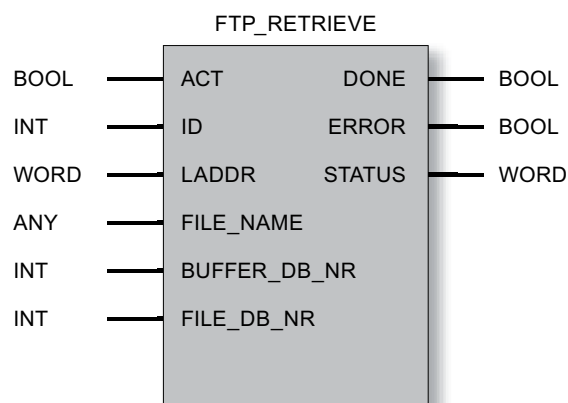 FTP_RETRIEVE
BOOL ACT DONE BOOL
INT ID ERROR BOOL
WORD LADDR STATUS WORD
ANY FILE_NAME
INT BUFFER_DB_NR
INT FILE_DB_NR